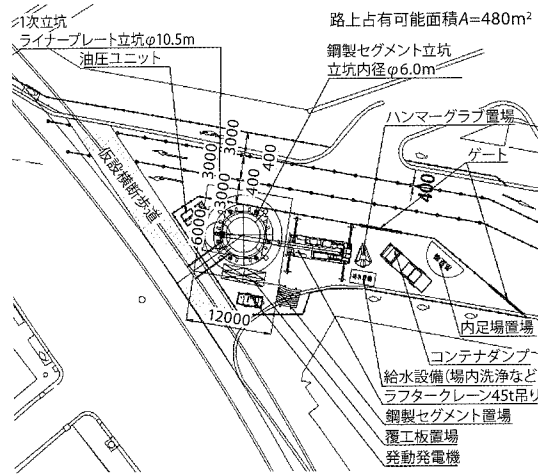 1次立坑
ライナープレート立坑φ10.5m
油圧ユニット
路上占有可能面積A=480m²
鋼製セグメント立坑
立坑内径φ6.0m
ハンマーグラブ置場
ゲート
仮設横断歩道
3000
3900
400
3000
400
400
6000
12000
内足場置場
コンテナダンプ
給水設備(場内洗浄など
ラフタークレーン45t吊り
鋼製セグメント置場
覆工板置場
発動発電機